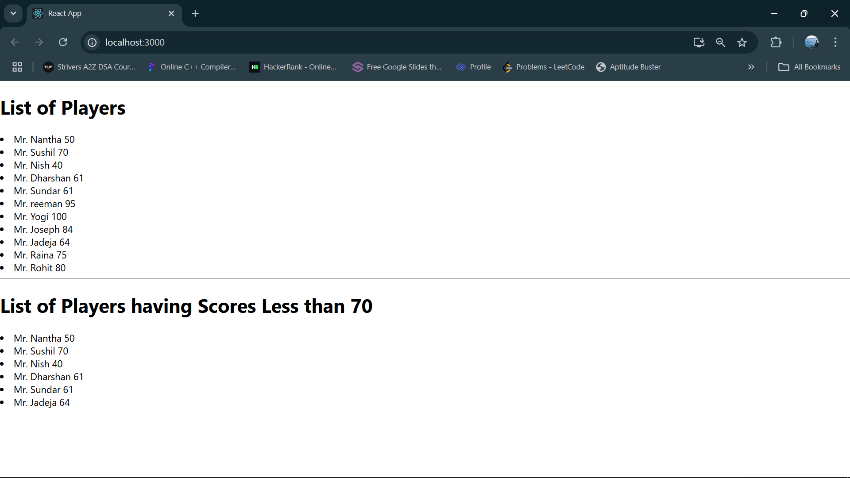 React App
localhost:3000
Strivers A2Z DSA Cour...
Online C++ Compiler...
HackerRank - Online...
Free Google Slides th...
Profile
Problems - LeetCode
Aptitude Buster
All Bookmarks
List of Players
Mr. Nantha 50
Mr. Sushil 70
Mr. Nish 40
Mr. Dharshan 61
Mr. Sundar 61
Mr. reeman 95
Mr. Yogi 100
Mr. Joseph 84
Mr. Jadeja 64
Mr. Raina 75
Mr. Rohit 80
List of Players having Scores Less than 70
Mr. Nantha 50
Mr. Sushil 70
Mr. Nish 40
Mr. Dharshan 61
Mr. Sundar 61
Mr. Jadeja 64